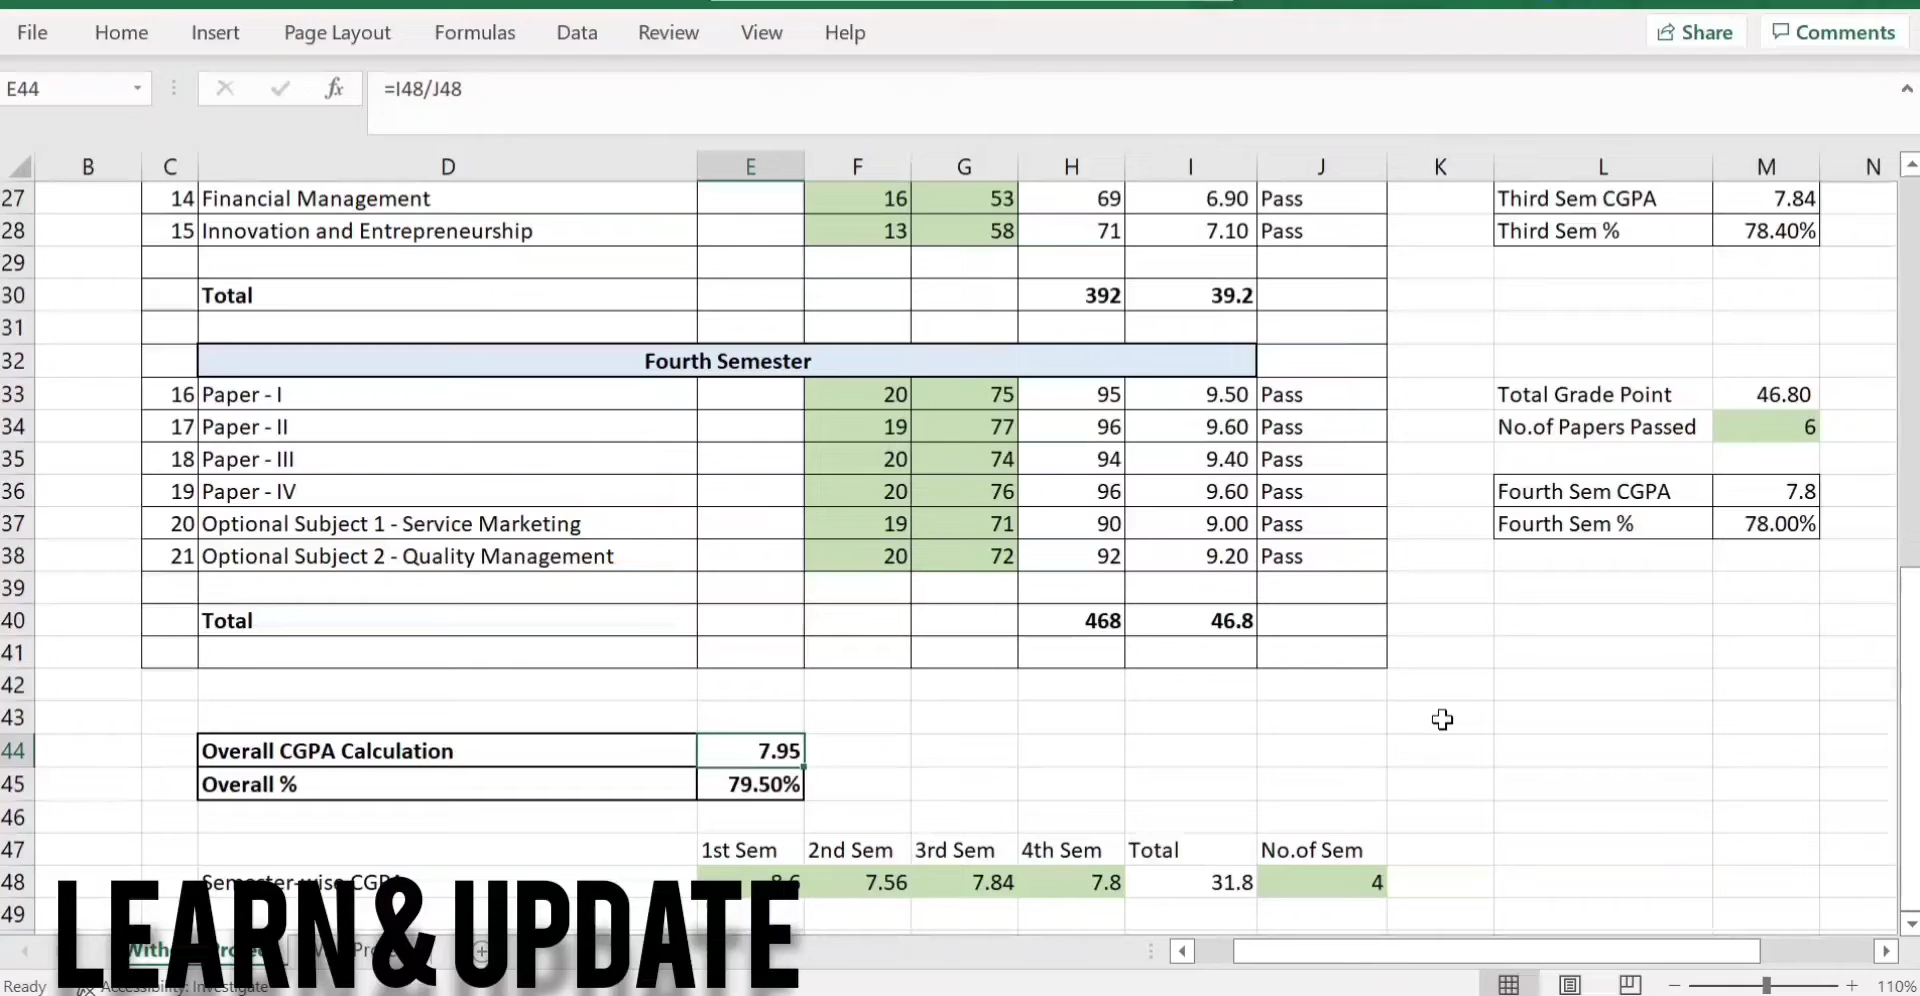 File Home Insert Page Layout Formulas Data Review View Help Share Comments
E44 fx =I48/J48
B C D E F G H I J K L M N
27 14 Financial Management 16 53 69 6.90 Pass Third Sem CGPA 7.84
28 15 Innovation and Entrepreneurship 13 58 71 7.10 Pass Third Sem % 78.40%
29
30 Total 392 39.2
31
32 Fourth Semester
33 16 Paper - I 20 75 95 9.50 Pass Total Grade Point 46.80
34 17 Paper - II 19 77 96 9.60 Pass No.of Papers Passed 6
35 18 Paper - III 20 74 94 9.40 Pass
36 19 Paper - IV 20 76 96 9.60 Pass Fourth Sem CGPA 7.8
37 20 Optional Subject 1 - Service Marketing 19 71 90 9.00 Pass Fourth Sem % 78.00%
38 21 Optional Subject 2 - Quality Management 20 72 92 9.20 Pass
39
40 Total 468 46.8
41
42
43
44 Overall CGPA Calculation 7.95
45 Overall % 79.50%
46
47 1st Sem 2nd Sem 3rd Sem 4th Sem Total No.of Sem
48 Semester-wise CGPA 8.6 7.56 7.84 7.8 31.8 4
49
LEARN & UPDATE
Ready Accessibility: Investigate 110%